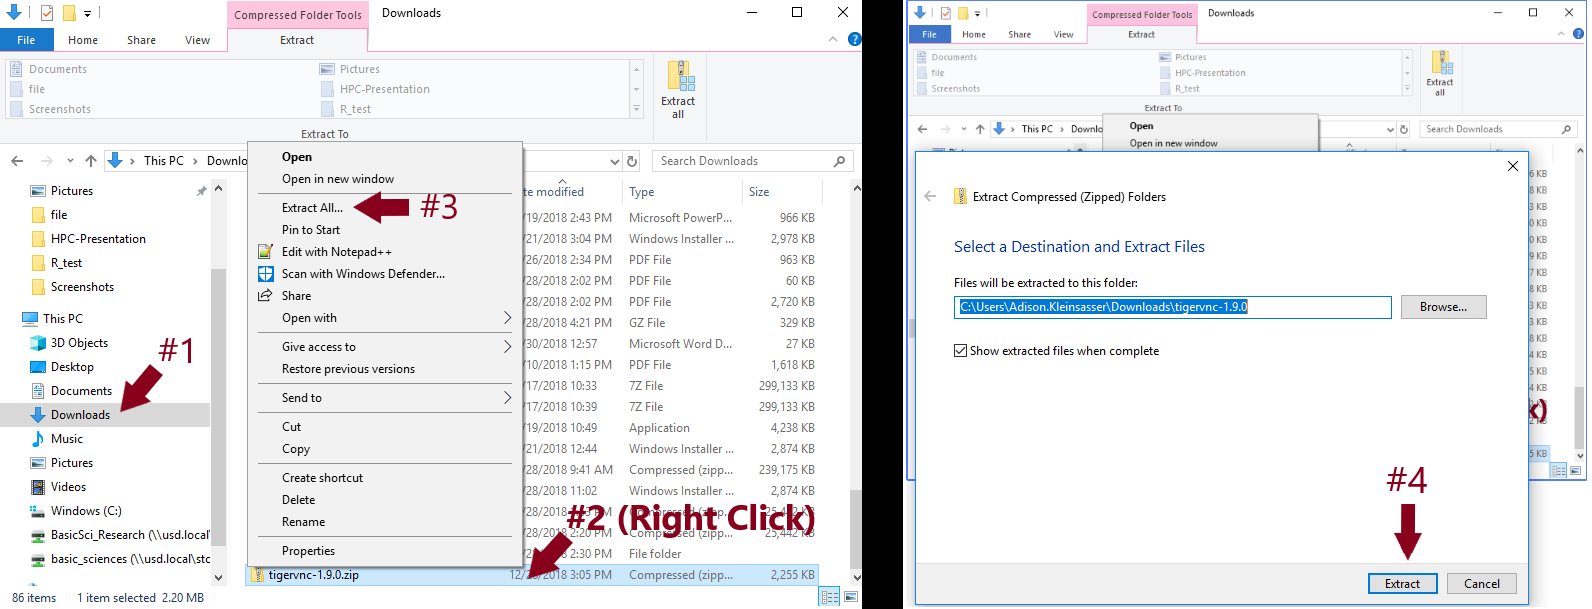 Compressed Folder Tools
Downloads
File
Home
Share
View
Extract
Documents
Pictures
file
HPC-Presentation
Screenshots
R_test
Extract To
Extract all
This PC
Downlo
Search Downloads
Pictures
file
HPC-Presentation
R_test
Screenshots
This PC
3D Objects
Desktop
Documents
Downloads
Music
Pictures
Videos
Windows (C:)
BasicSci_Research (\\usd.local\
basic_sciences (\\usd.local\stc
86 items
1 item selected 2.20 MB
#1
Open
Open in new window
Extract All...
#3
Pin to Start
Edit with Notepad++
Scan with Windows Defender...
Share
Open with
Give access to
Restore previous versions
Send to
Cut
Copy
Create shortcut
Delete
Rename
Properties
te modified
Type
Size
/19/2018 2:43 PM Microsoft PowerP... 966 KB
/21/2018 3:04 PM Windows Installer ... 2,978 KB
/26/2018 2:34 PM PDF File 963 KB
/28/2018 2:02 PM PDF File 60 KB
/28/2018 2:02 PM PDF File 2,720 KB
/28/2018 4:21 PM GZ File 329 KB
/30/2018 12:57 Microsoft Word D... 27 KB
/10/2018 1:15 PM PDF File 1,618 KB
/17/2018 10:33 7Z File 299,133 KB
/17/2018 10:39 7Z File 299,133 KB
/19/2018 10:49 Application 4,238 KB
/21/2018 12:44 Windows Installer ... 2,874 KB
/28/2018 9:41 AM Compressed (zipp... 239,175 KB
/28/2018 11:02 Windows Installer ... 2,874 KB
#2 (Right Click)
/28/2018 2:20 PM Compressed (zipp... 25,442 KB
2:30 PM File folder
tigervnc-1.9.0.zip 3:05 PM Compressed (zipp... 2,255 KB
Compressed Folder Tools
Downloads
File
Home
Share
View
Extract
Documents
Pictures
file
HPC-Presentation
Screenshots
R_test
Extract To
Extract all
This PC
Downlo
Search Downloads
Open
Open in new window
Extract Compressed (Zipped) Folders
Select a Destination and Extract Files
Files will be extracted to this folder:
C:\Users\Adison.Kleinsasser\Downloads\tigervnc-1.9.0
Browse...
Show extracted files when complete
#4
Extract
Cancel